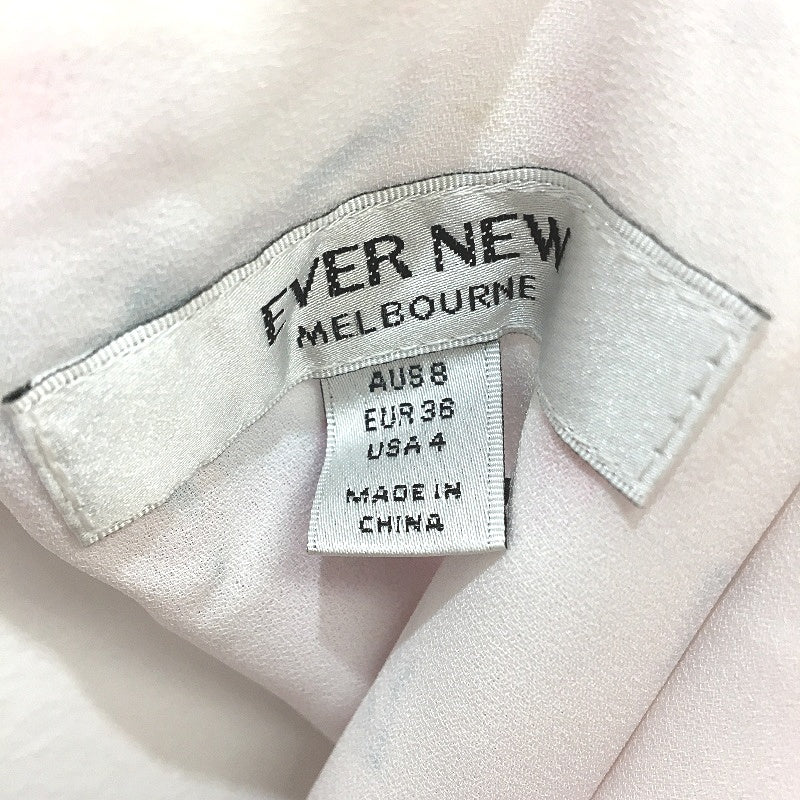 EVER NEW
MELBOURNE
AUS 8
EUR 36
USA 4
MADE IN
CHINA